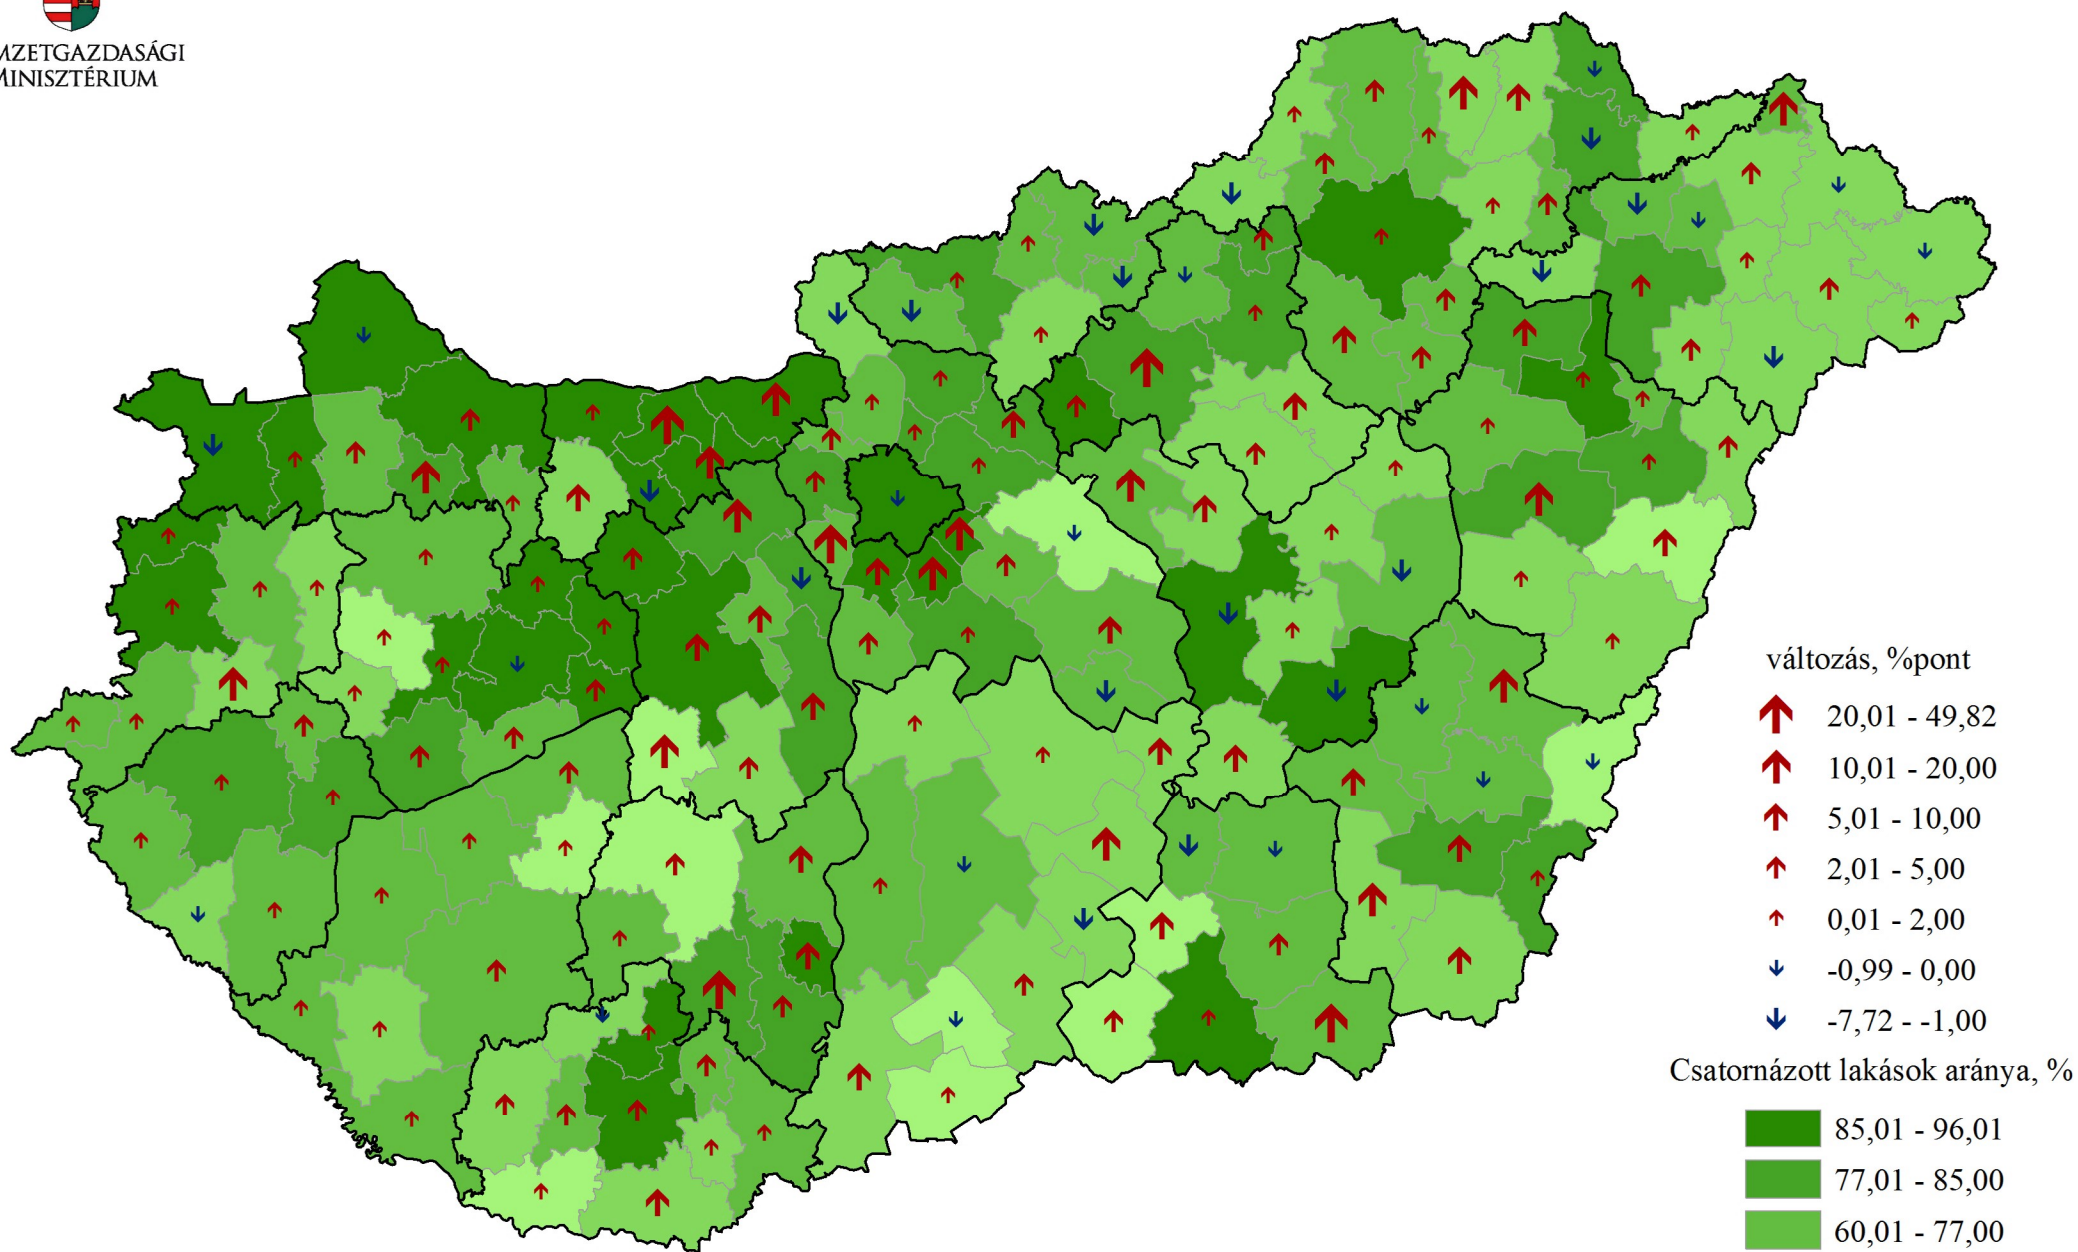 MINISZTÉRIUM
változás, %pont
20,01 - 49,82
10,01 - 20,00
5,01 - 10,00
2,01 - 5,00
0,01 - 2,00
-0,99 - 0,00
-7,72 - -1,00
Csatornázott lakások aránya, %
85,01 - 96,01
77,01 - 85,00
60,01 - 77,00